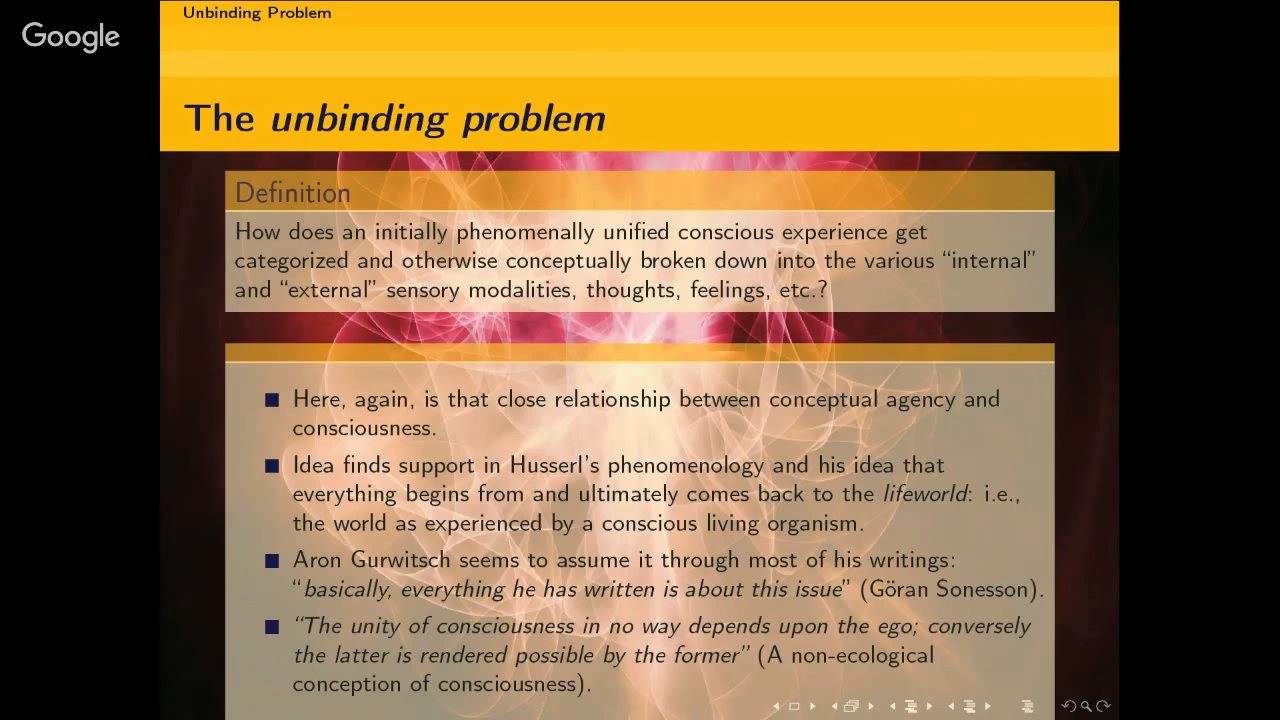 Unbinding Problem
Google
The unbinding problem
Definition
How does an initially phenomenally unified conscious experience get
categorized and otherwise conceptually broken down into the various “internal”
and “external” sensory modalities, thoughts, feelings, etc.?
Here, again, is that close relationship between conceptual agency and
consciousness.
Idea finds support in Husserl's phenomenology and his idea that
everything begins from and ultimately comes back to the lifeworld: i.e.,
the world as experienced by a conscious living organism.
Aron Gurwitsch seems to assume it through most of his writings:
“basically, everything he has written is about this issue” (Göran Sonesson).
“The unity of consciousness in no way depends upon the ego; conversely
the latter is rendered possible by the former” (A non-ecological
conception of consciousness).